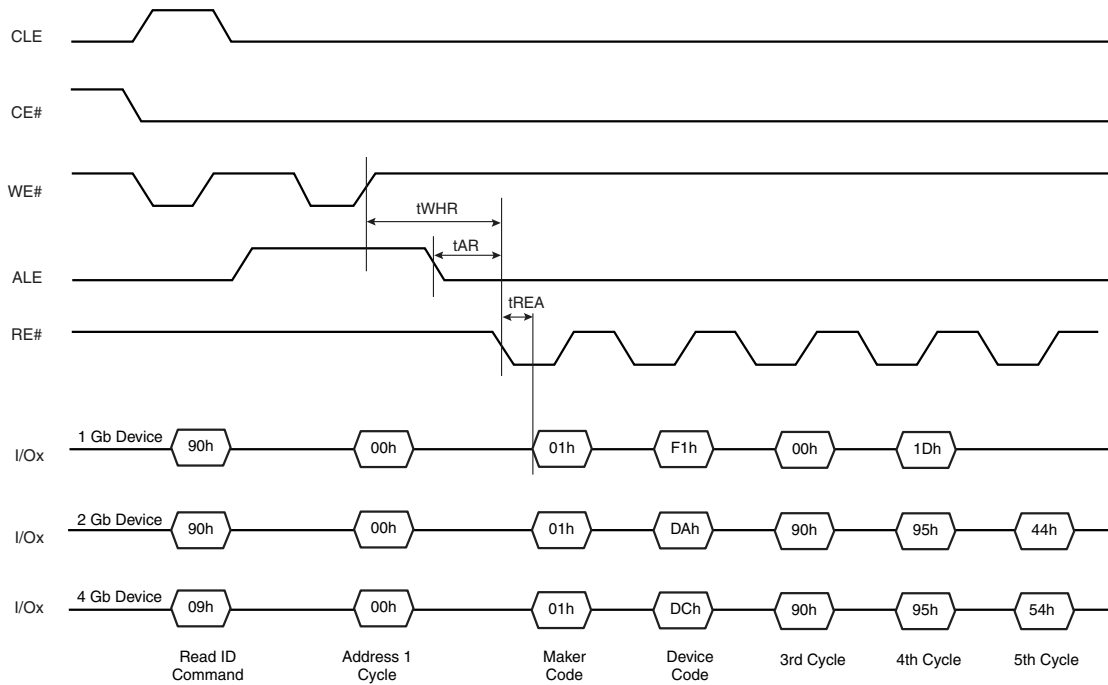 CLE
CE#
WE#
tWHR
tAR
ALE
tREA
RE#
1 Gb Device
I/Ox
90h
00h
01h
F1h
00h
1Dh
2 Gb Device
I/Ox
90h
00h
01h
DAh
90h
95h
44h
4 Gb Device
I/Ox
09h
00h
01h
DCh
90h
95h
54h
Read ID
Command
Address 1
Cycle
Maker
Code
Device
Code
3rd Cycle
4th Cycle
5th Cycle